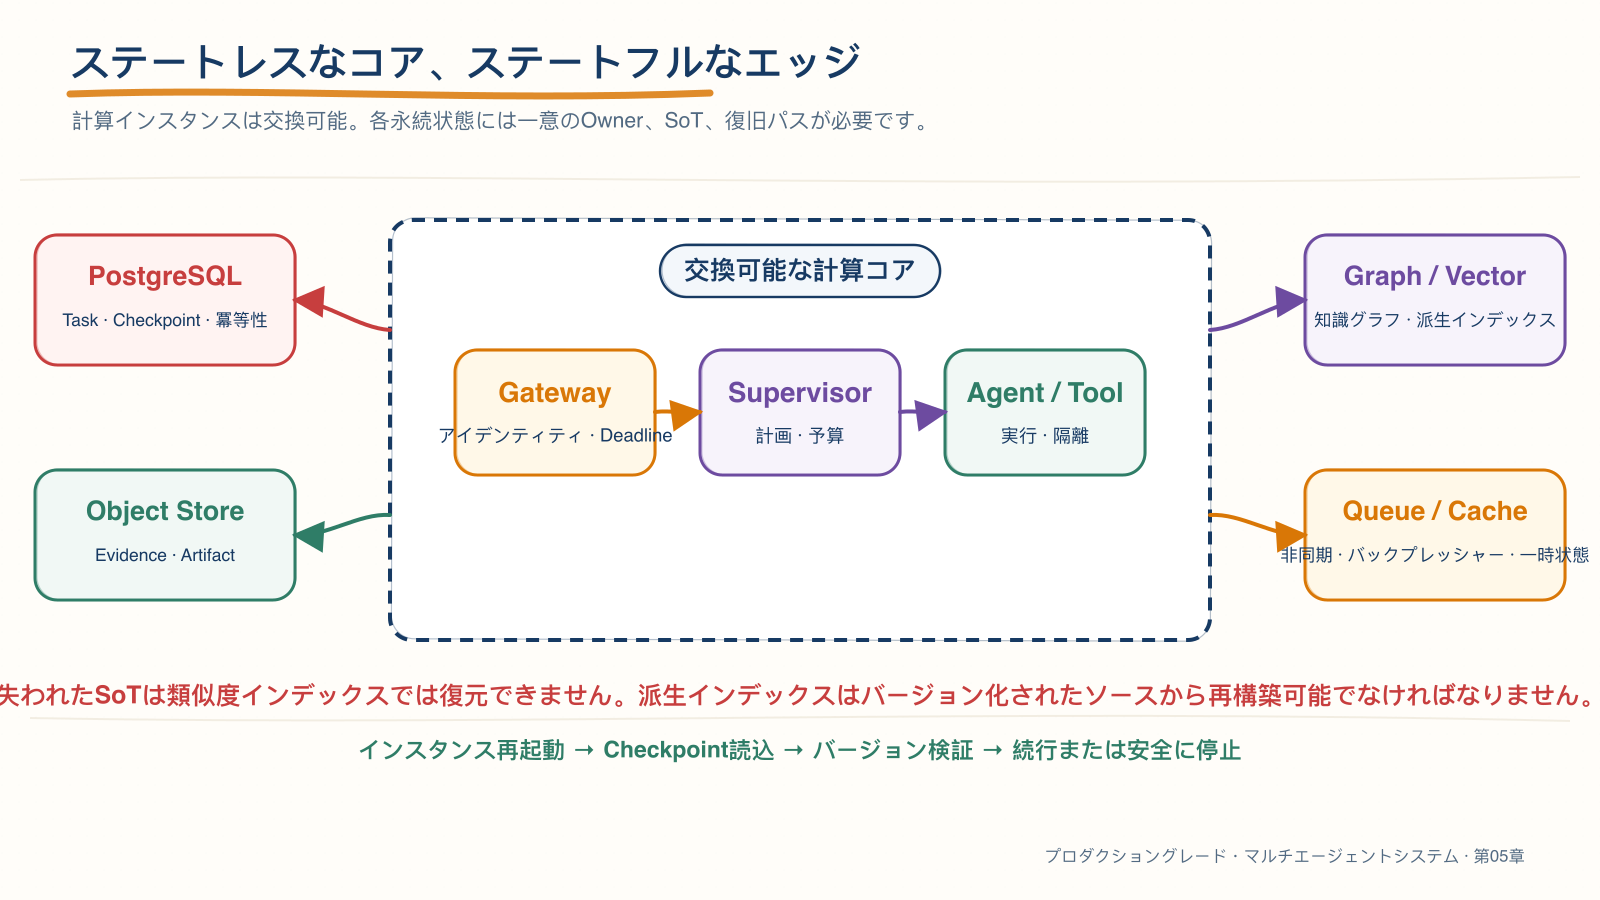 ステートレスなコア、ステートフルなエッジ
計算インスタンスは交換可能。各永続状態には一意のOwner、SoT、復旧パスが必要です。
PostgreSQL
Task · Checkpoint · 冪等性
Object Store
Evidence · Artifact
交換可能な計算コア
Gateway
アイデンティティ · Deadline
Supervisor
計画 · 予算
Agent / Tool
実行 · 隔離
Graph / Vector
知識グラフ · 派生インデックス
Queue / Cache
非同期 · バックプレッシャー · 一時状態
失われたSoTは類似度インデックスでは復元できません。派生インデックスはバージョン化されたソースから再構築可能でなければなりません。
インスタンス再起動 → Checkpoint読込 → バージョン検証 → 続行または安全に停止
プロダクショングレード · マルチエージェントシステム · 第05章